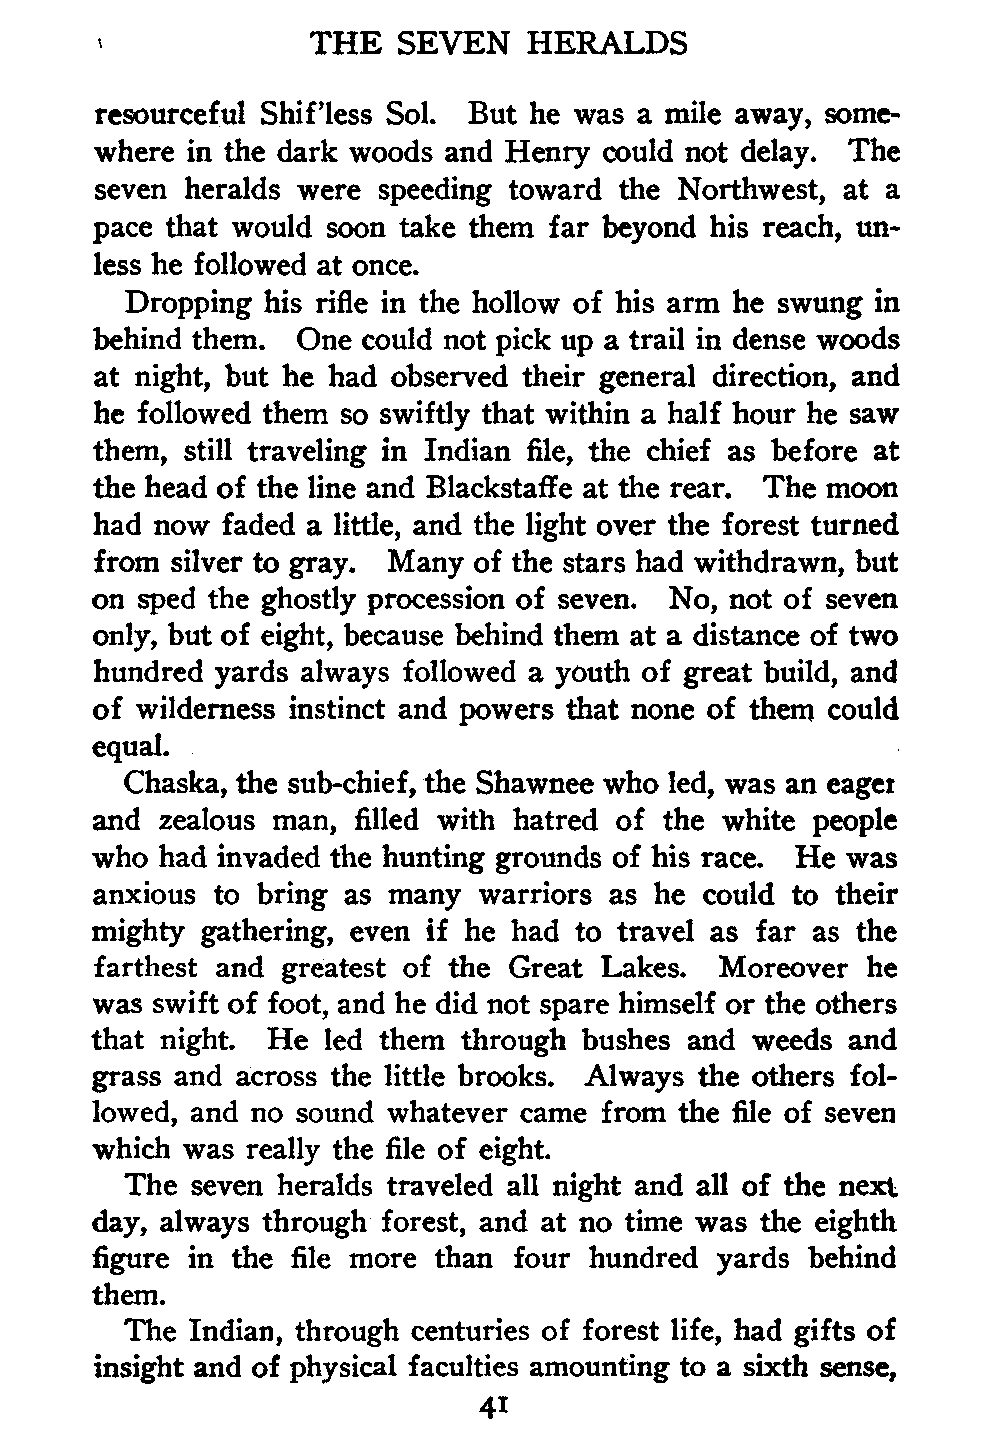 THE SEVEN HERALDS
resourceful Shif'less Sol. But he was a mile away, some-
where in the dark woods and Henry could not delay. The
seven heralds were speeding toward the Northwest, at a
pace that would soon take them far beyond his reach, un-
less he followed at once.
Dropping his rifle in the hollow of his arm he swung in
behind them. One could not pick up a trail in dense woods
at night, but he had observed their general direction, and
he followed them so swiftly that within a half hour he saw
them, still traveling in Indian file, the chief as before at
the head of the line and Blackstaffe at the rear. The moon
had now faded a little, and the light over the forest turned
from silver to gray. Many of the stars had withdrawn, but
on sped the ghostly procession of seven. No, not of seven
only, but of eight, because behind them at a distance of two
hundred yards always followed a youth of great build, and
of wilderness instinct and powers that none of them could
equal.
Chaska, the sub-chief, the Shawnee who led, was an eager
and zealous man, filled with hatred of the white people
who had invaded the hunting grounds of his race. He was
anxious to bring as many warriors as he could to their
mighty gathering, even if he had to travel as far as the
farthest and greatest of the Great Lakes. Moreover he
was swift of foot, and he did not spare himself or the others
that night. He led them through bushes and weeds and
grass and across the little brooks. Always the others fol-
lowed, and no sound whatever came from the file of seven
which was really the file of eight.
The seven heralds traveled all night and all of the next
day, always through forest, and at no time was the eighth
figure in the file more than four hundred yards behind
them.
The Indian, through centuries of forest life, had gifts of
insight and of physical faculties amounting to a sixth sense,
41